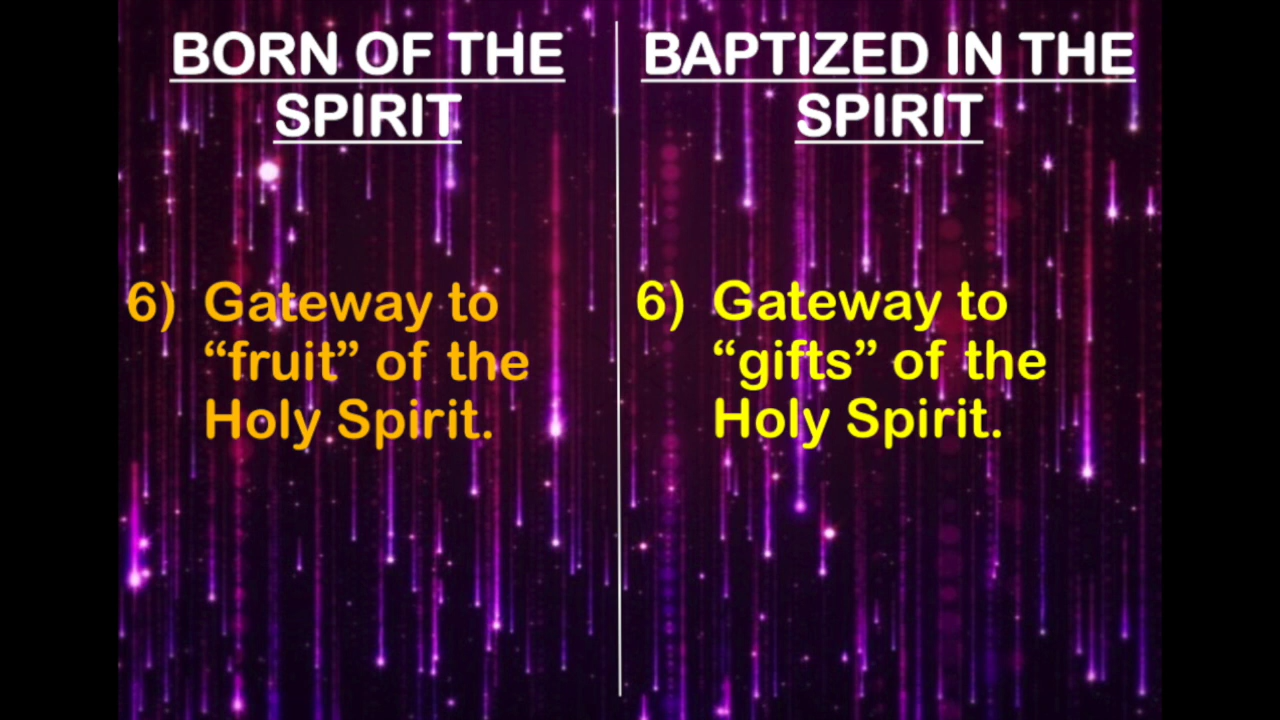 BORN OF THE
SPIRIT
6) Gateway to
“fruit” of the
Holy Spirit.
BAPTIZED IN THE
SPIRIT
6) Gateway to
“gifts” of the
Holy Spirit.